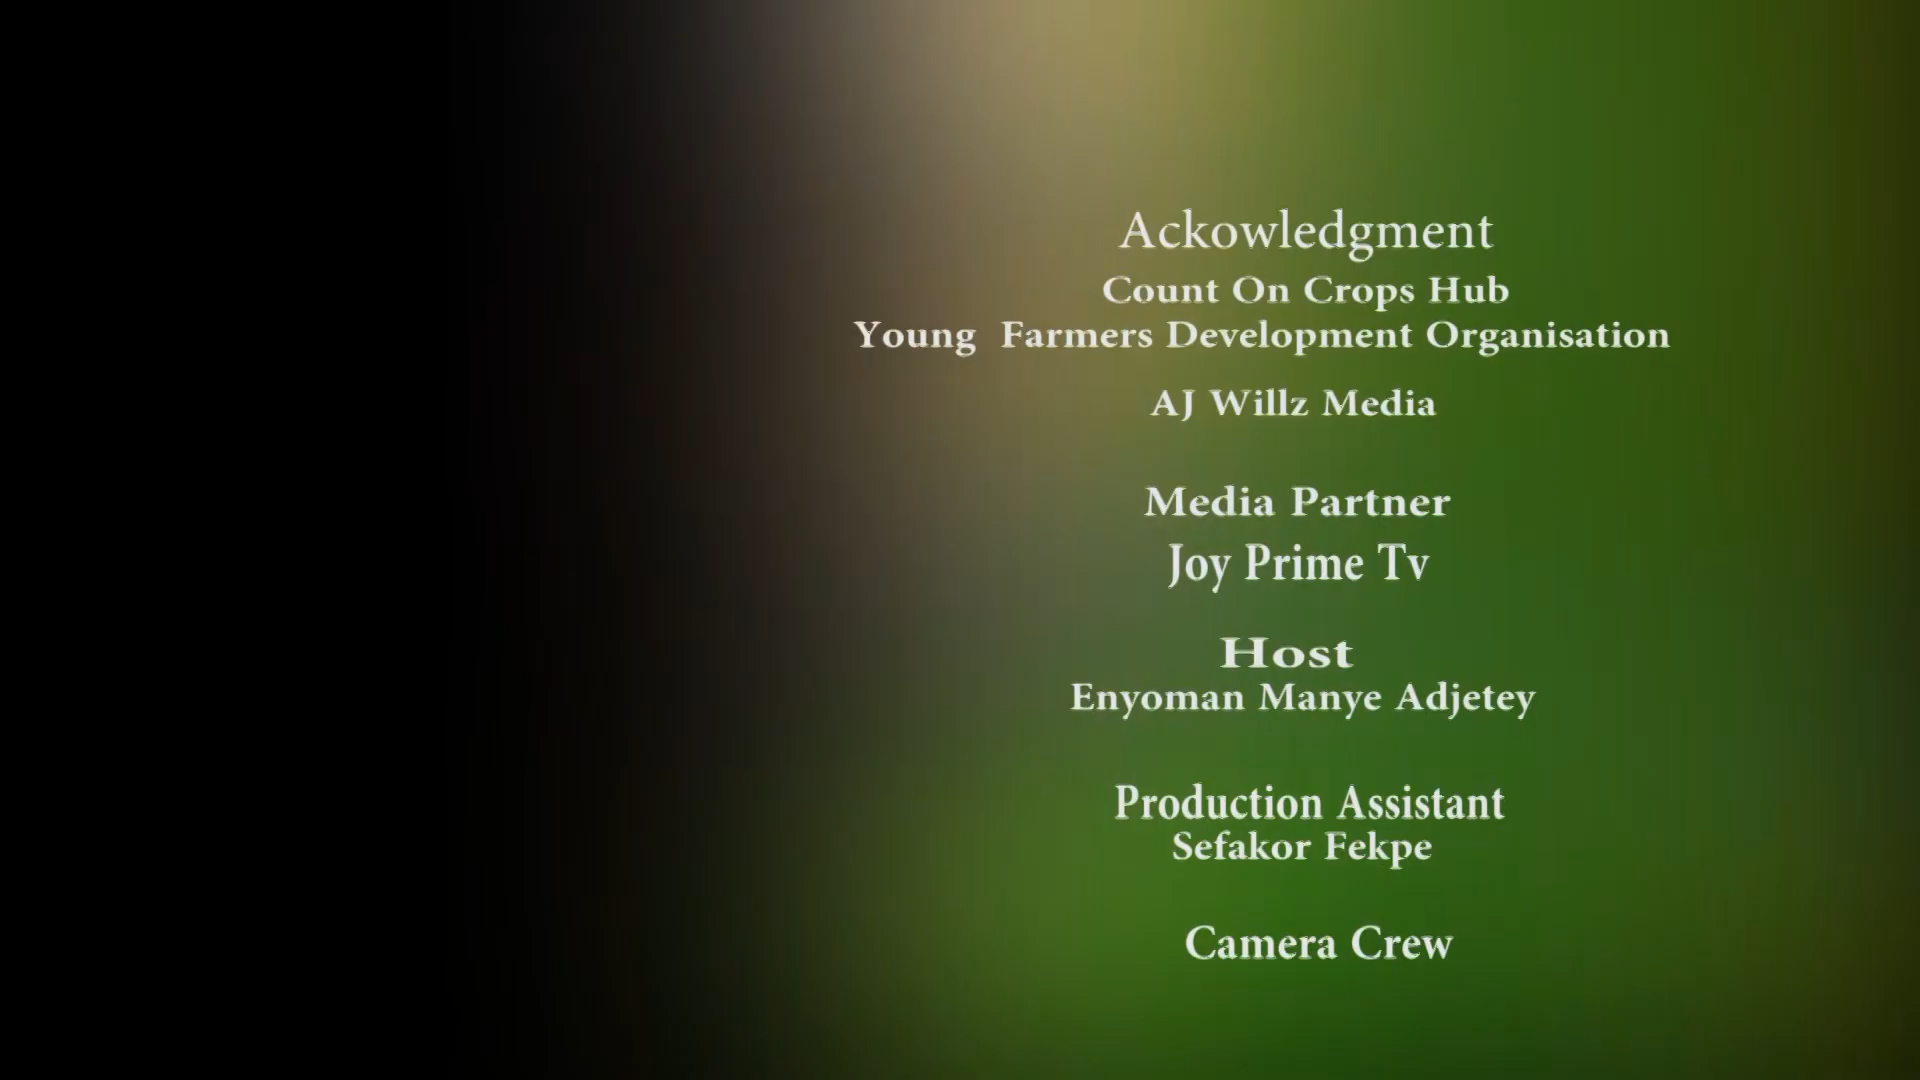 Ackowledgment
Count On Crops Hub
Young Farmers Development Organisation
AJ Willz Media
Media Partner
Joy Prime Tv
Host
Enyoman Manye Adjetey
Production Assistant
Sefakor Fekpe
Camera Crew